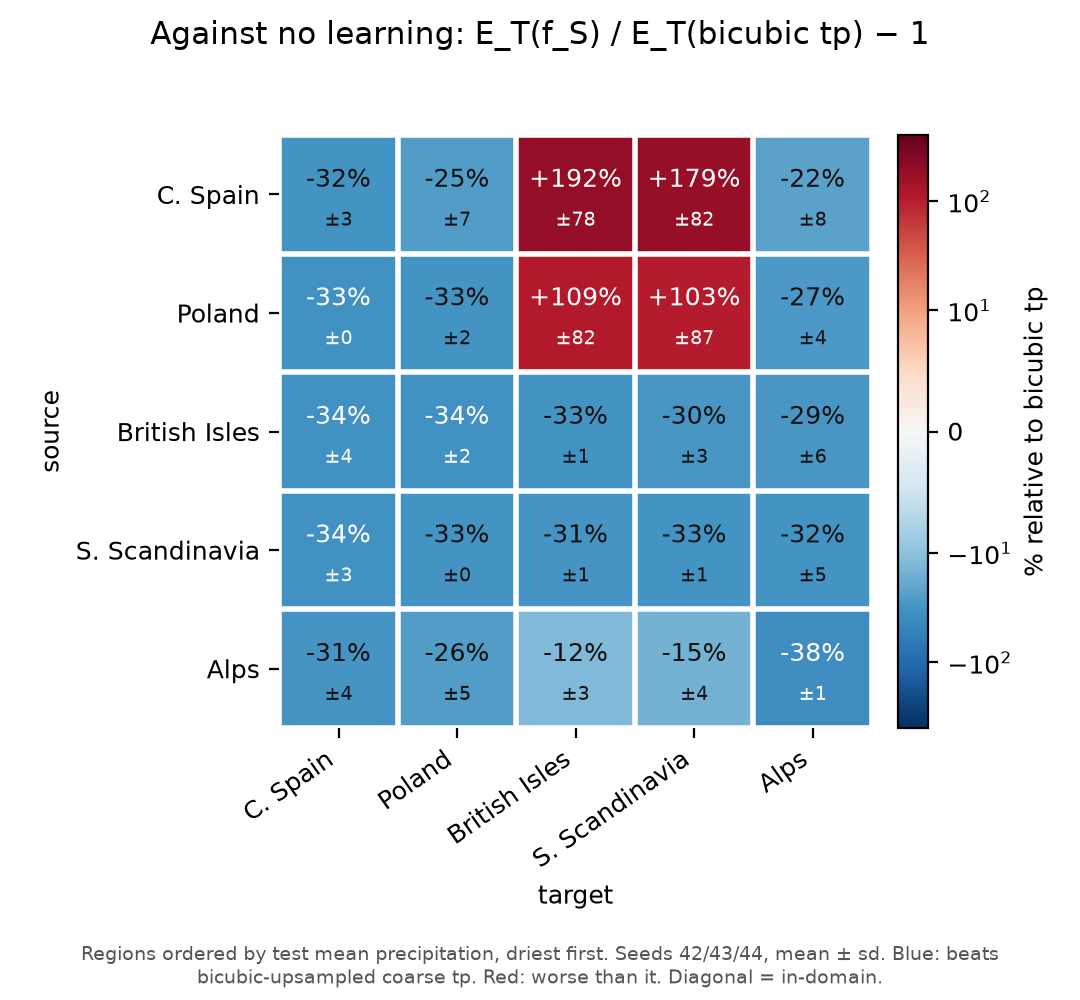 Against no learning: E_T(f_S) / E_T(bicubic tp) − 1
C. Spain
-32% -25% +192% +179% -22%
±3 ±7 ±78 ±82 ±8
Poland
-33% -33% +109% +103% -27%
±0 ±2 ±82 ±87 ±4
British Isles
-34% -34% -33% -30% -29%
±4 ±2 ±1 ±3 ±6
S. Scandinavia
-34% -33% -31% -33% -32%
±3 ±0 ±1 ±1 ±5
Alps
-31% -26% -12% -15% -38%
±4 ±5 ±3 ±4 ±1
source
C. Spain
Poland
British Isles
S. Scandinavia
Alps
target
10²
10¹
0
−10¹
−10²
% relative to bicubic tp
Regions ordered by test mean precipitation, driest first. Seeds 42/43/44, mean ± sd. Blue: beats
bicubic-upsampled coarse tp. Red: worse than it. Diagonal = in-domain.